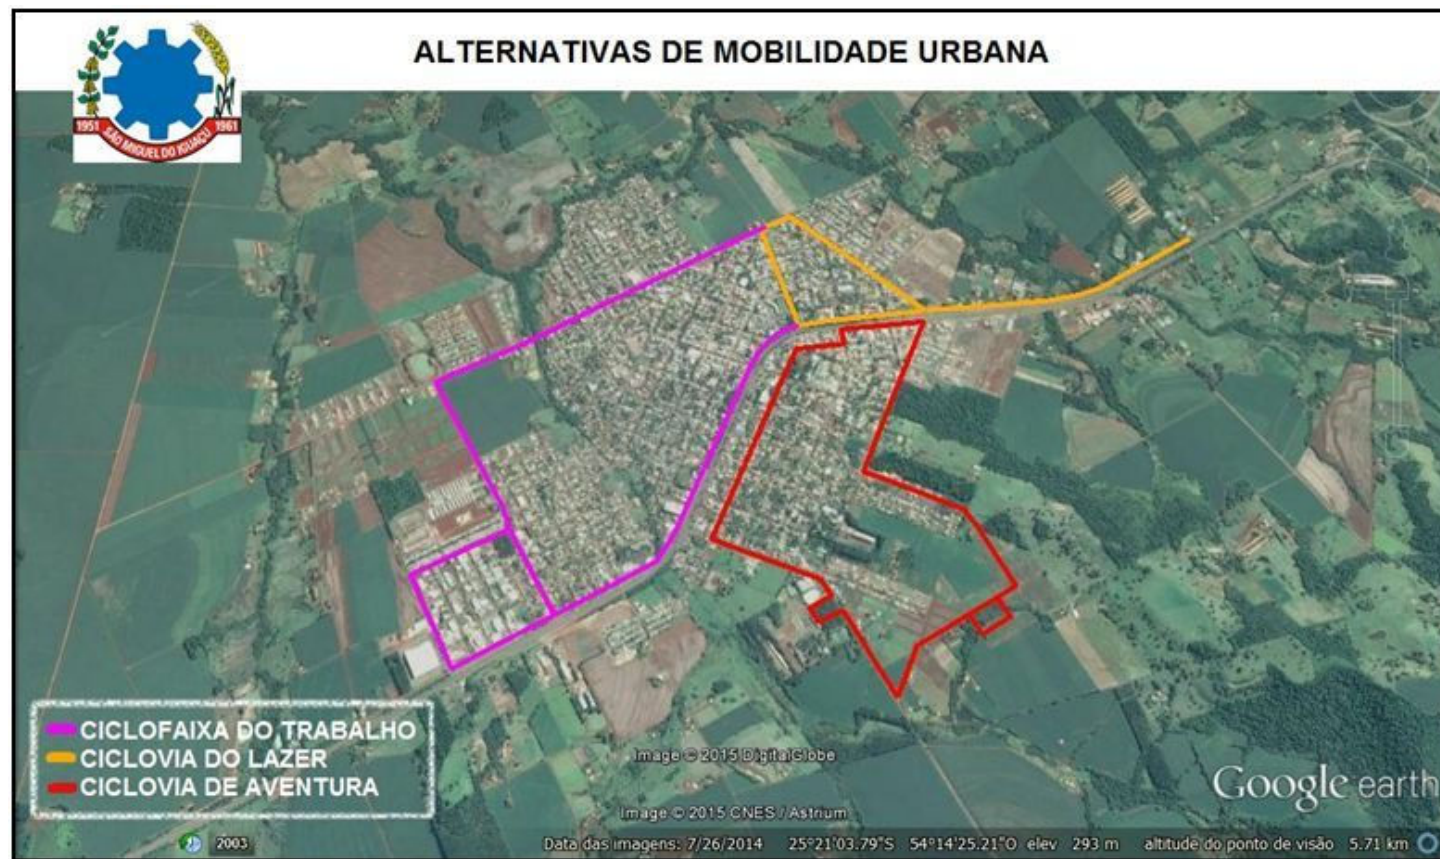 ALTERNATIVAS DE MOBILIDADE URBANA
1951 SÃO MIGUEL DO IGUAÇU 1961
CICLOFAIXA DO TRABALHO
CICLOVIA DO LAZER
CICLOVIA DE AVENTURA
Image © 2015 DigitalGlobe
Google earth
Image © 2015 CNES / Astrium
2003
Data das imagens: 7/26/2014 25°21'03.79"S 54°14'25.21"O elev 293 m altitude do ponto de visão 5.71 km